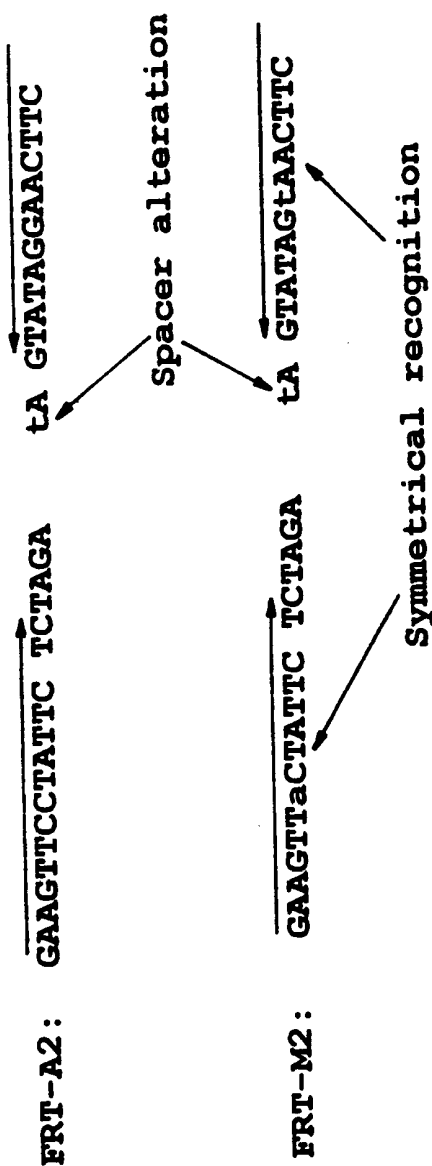 FRT-A2: GAAGTTCCTATTC TCTAGA tA GTATAGGAACTTC
Spacer alteration
FRT-M2: GAAGTTaCTATTC TCTAGA tA GTATAGtAACTTC
Symmetrical recognition